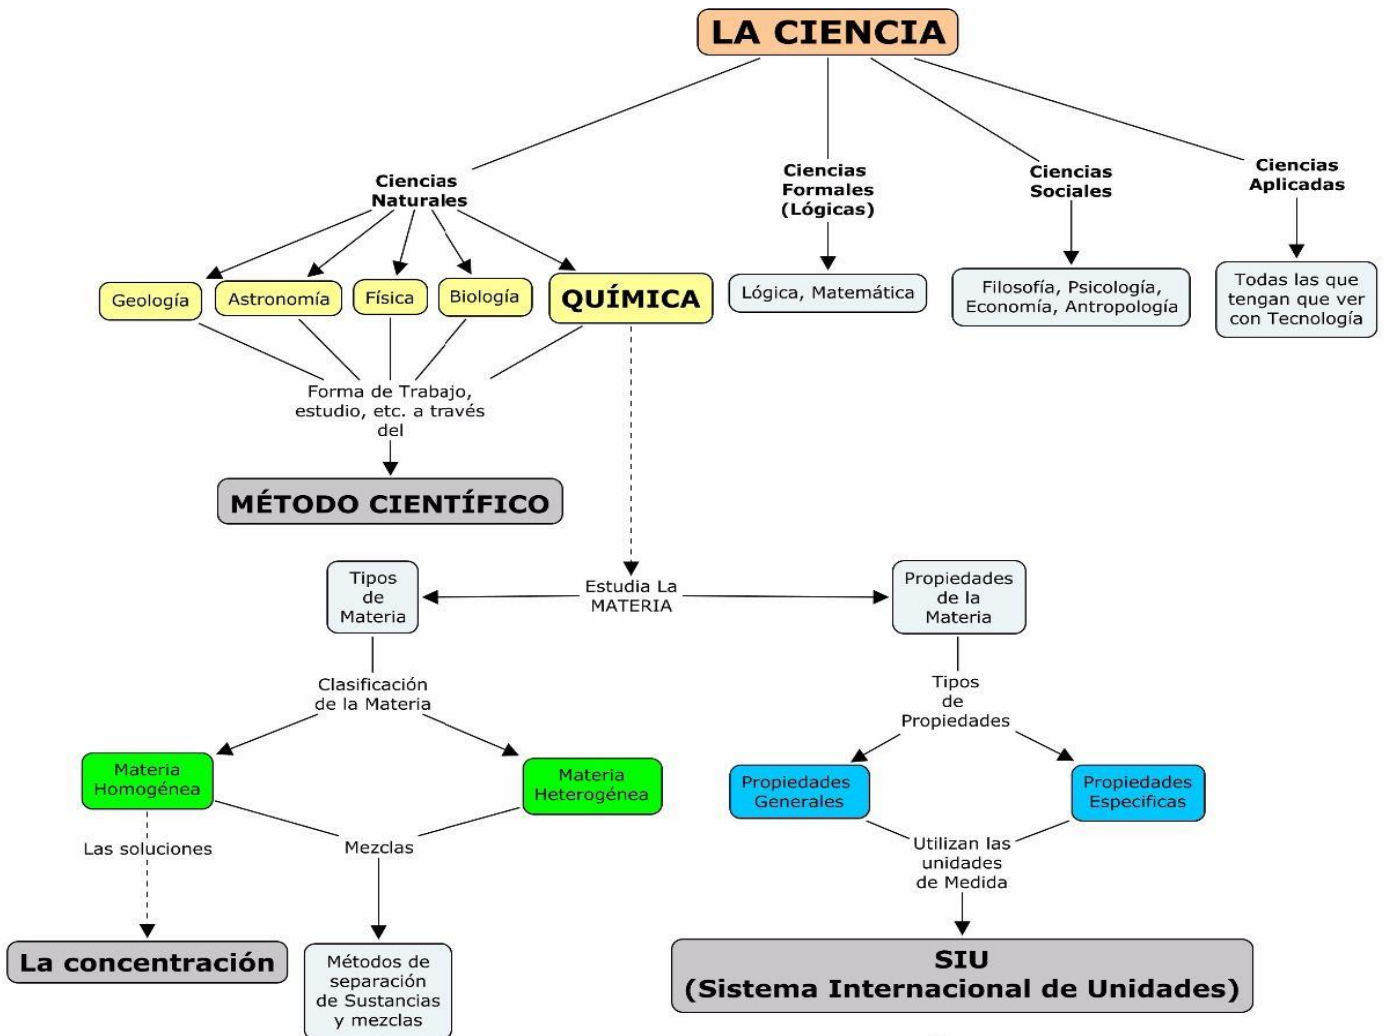 LA CIENCIA
Ciencias
Naturales
Ciencias
Formales
(Lógicas)
Ciencias
Sociales
Ciencias
Aplicadas
Geología
Astronomía
Física
Biología
QUÍMICA
Lógica, Matemática
Filosofía, Psicología,
Economía, Antropología
Todas las que
tengan que ver
con Tecnología
Forma de Trabajo,
estudio, etc. a través
del
MÉTODO CIENTÍFICO
Tipos
de
Materia
Estudia La
MATERIA
Propiedades
de la
Materia
Clasificación
de la Materia
Tipos
de
Propiedades
Materia
Homogénea
Materia
Heterogénea
Propiedades
Generales
Propiedades
Especificas
Las soluciones
Mezclas
Utilizan las
unidades
de Medida
La concentración
Métodos de
separación
de Sustancias
y mezclas
SIU
(Sistema Internacional de Unidades)